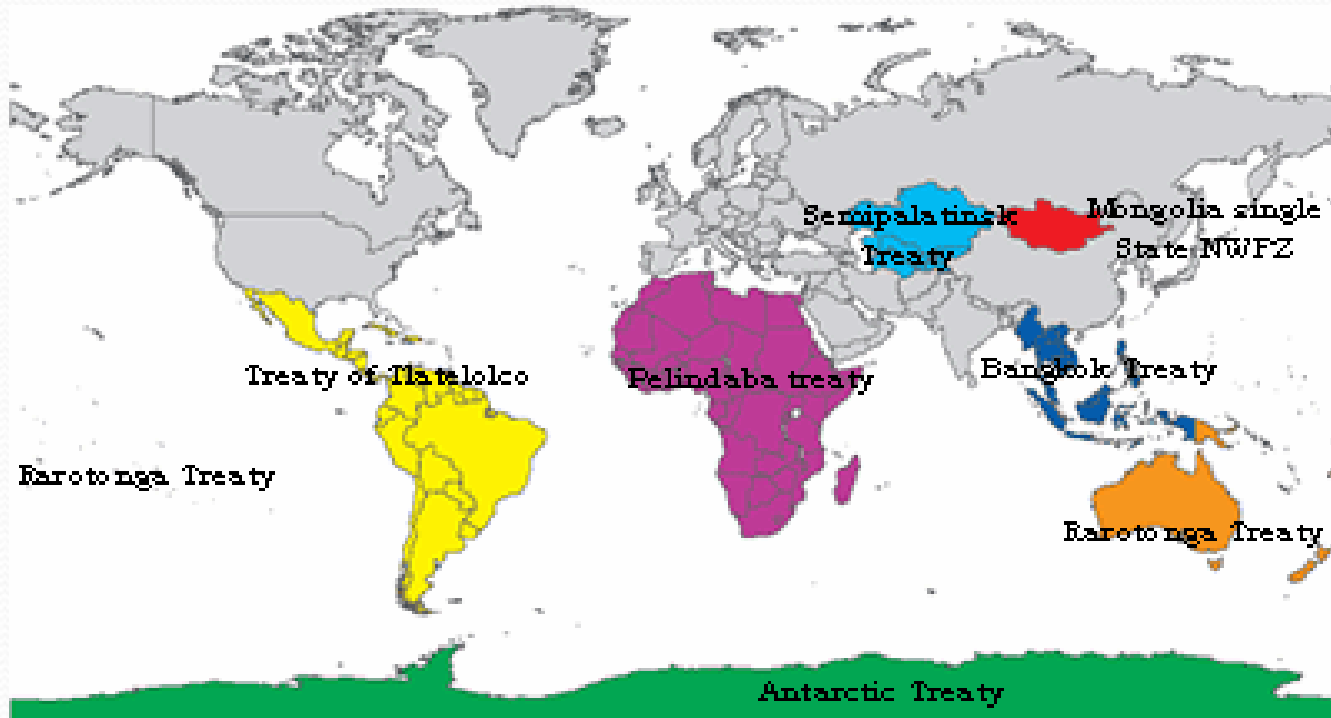 Semipalatinsk
Treaty
Mongolia single
State NWFZ
Treaty of Tlatelolco
Pelindaba treaty
Bangkok Treaty
Rarotonga Treaty
Rarotonga Treaty
Antarctic Treaty